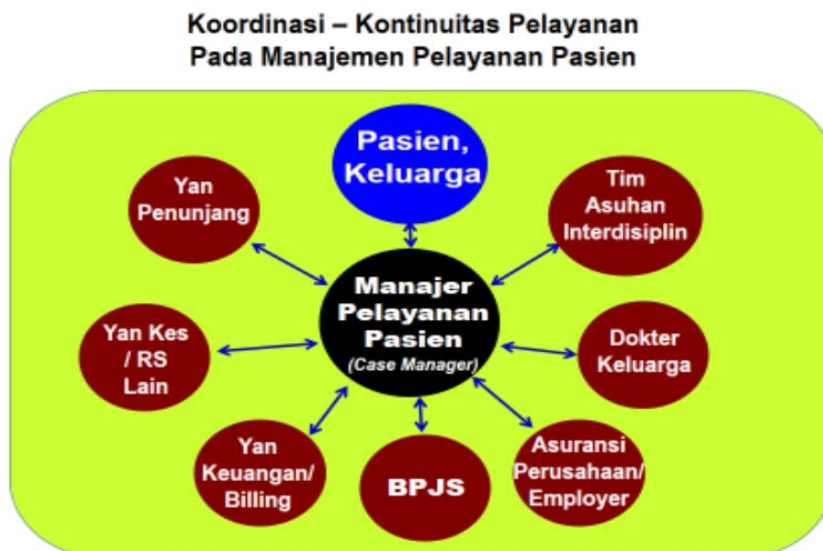 Koordinasi – Kontinuitas Pelayanan
Pada Manajemen Pelayanan Pasien
Pasien,
Keluarga
Yan
Penunjang
Tim
Asuhan
Interdisiplin
Manajer
Pelayanan
Pasien
(Case Manager)
Yan Kes
/ RS
Lain
Dokter
Keluarga
Yan
Keuangan/
Billing
BPJS
Asuransi
Perusahaan/
Employer